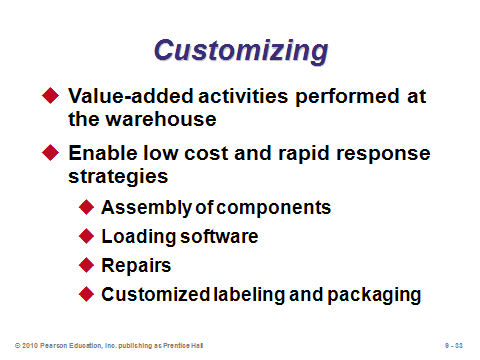 Customizing
Value-added activities performed at
the warehouse
Enable low cost and rapid response
strategies
Assembly of components
Loading software
Repairs
Customized labeling and packaging
© 2010 Pearson Education, Inc. publishing as Prentice Hall
9 - 33